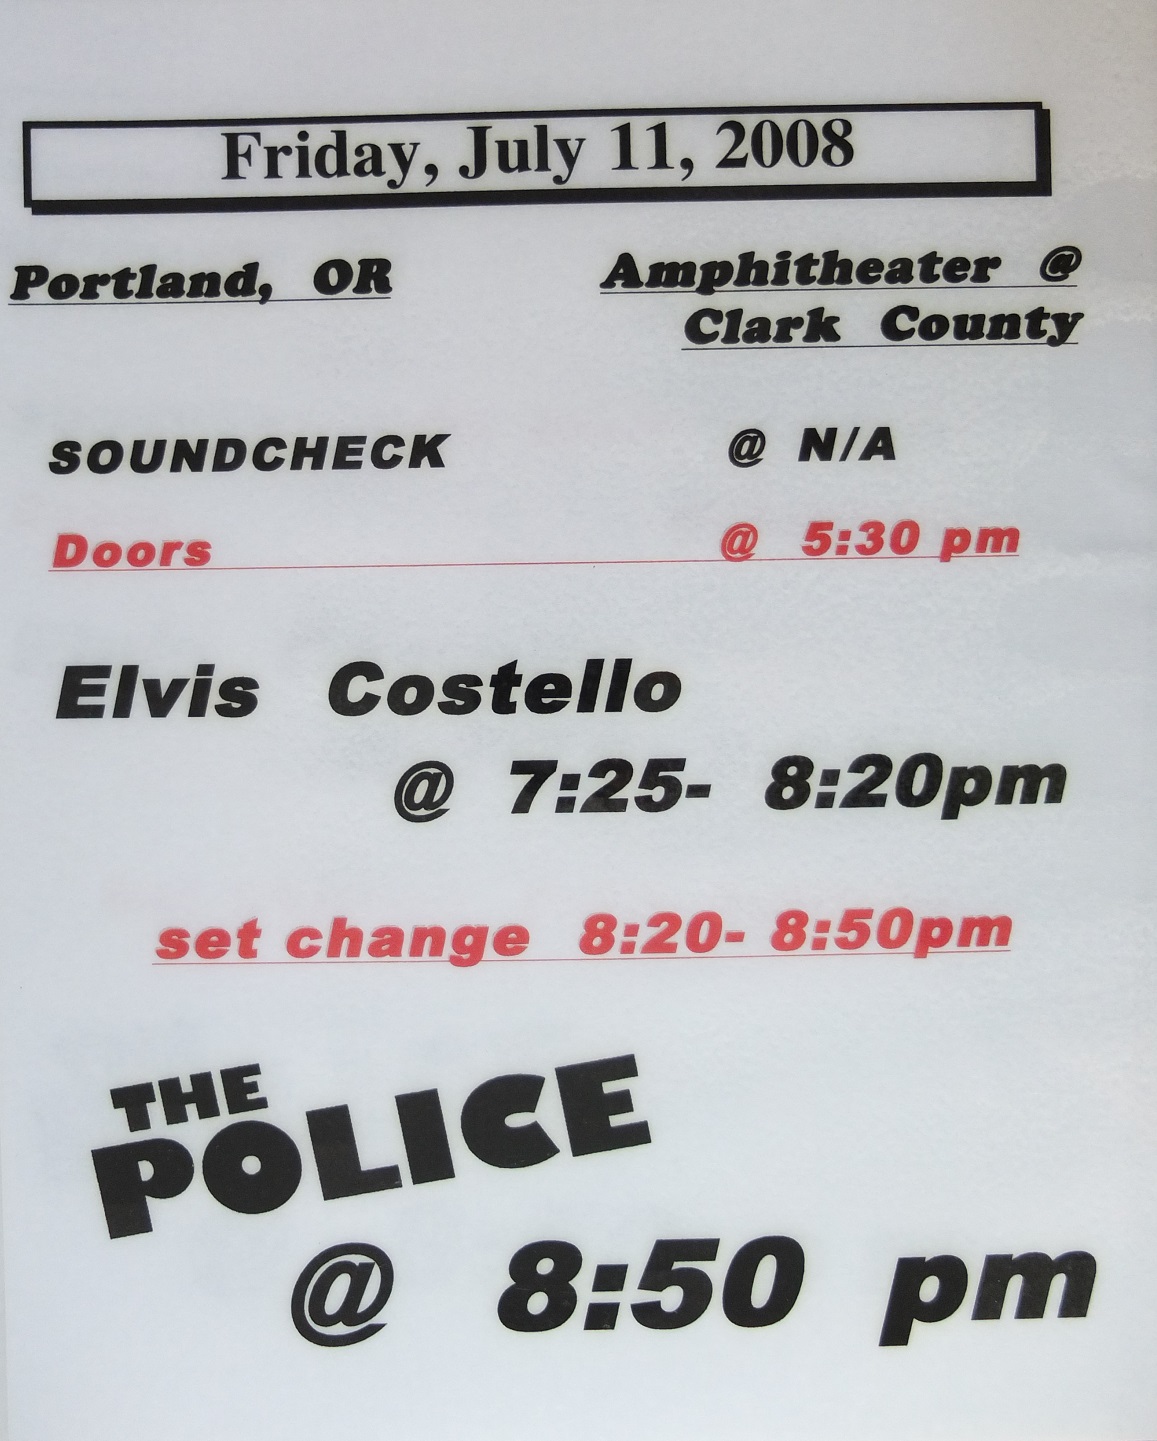 Friday, July 11, 2008
Portland, OR Amphitheater @
Clark County
SOUNDCHECK @ N/A
Doors @ 5:30 pm
Elvis Costello
@ 7:25- 8:20pm
set change 8:20- 8:50pm
THE
POLICE
@ 8:50 pm